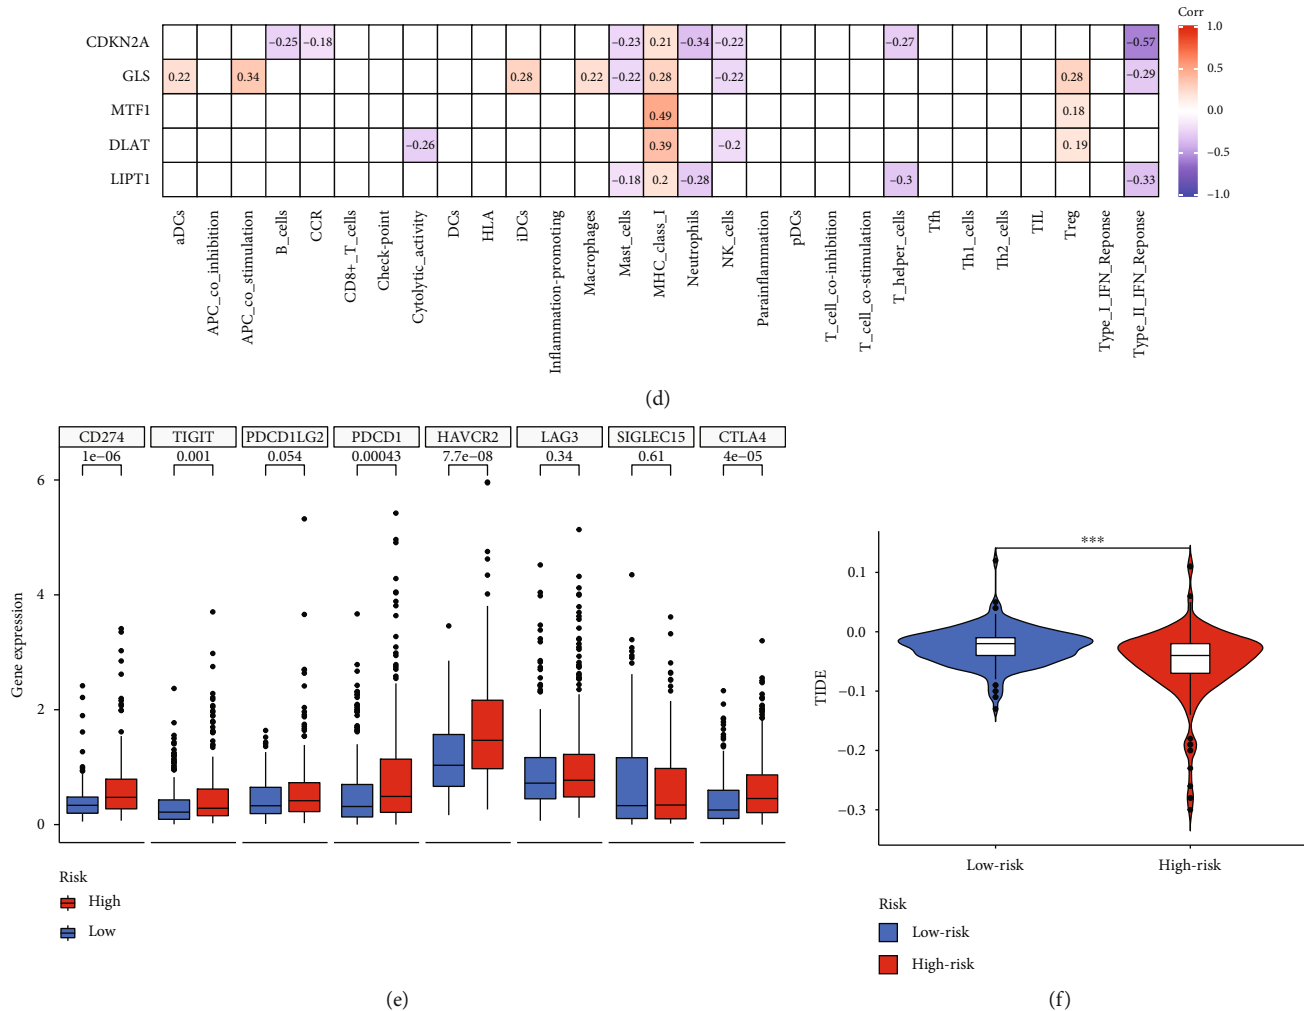 Corr
CDKN2A -0.25 -0.18 -0.23 0.21 -0.34 -0.22 -0.27 -0.57
GLS 0.22 0.34 0.28 0.22 -0.22 0.28 -0.22 0.28 -0.29
MTF1 0.49 0.18
DLAT -0.26 0.39 -0.2 0.19
LIPT1 -0.18 0.2 -0.28 -0.3 -0.33
1.0
0.5
0.0
-0.5
-1.0
aDCs
APC_co_inhibition
APC_co_stimulation
B_cells
CCR
CD8+_T_cells
Check-point
Cytolytic_activity
DCs
HLA
iDCs
Inflammation-promoting
Macrophages
Mast_cells
MHC_class_I
Neutrophils
NK_cells
Parainflammation
pDCs
T_cell_co-inhibition
T_cell_co-stimulation
T_helper_cells
Tfh
Th1_cells
Th2_cells
TIL
Treg
Type_I_IFN_Reponse
Type_II_IFN_Reponse
(d)
CD274 TIGIT PDCD1LG2 PDCD1 HAVCR2 LAG3 SIGLEC15 CTLA4
1e-06 0.001 0.054 0.00043 7.7e-08 0.34 0.61 4e-05
Gene expression
6
4
2
0
Risk
High
Low
(e)
***
TIDE
0.1
0.0
-0.1
-0.2
-0.3
Low-risk High-risk
Risk
Low-risk
High-risk
(f)